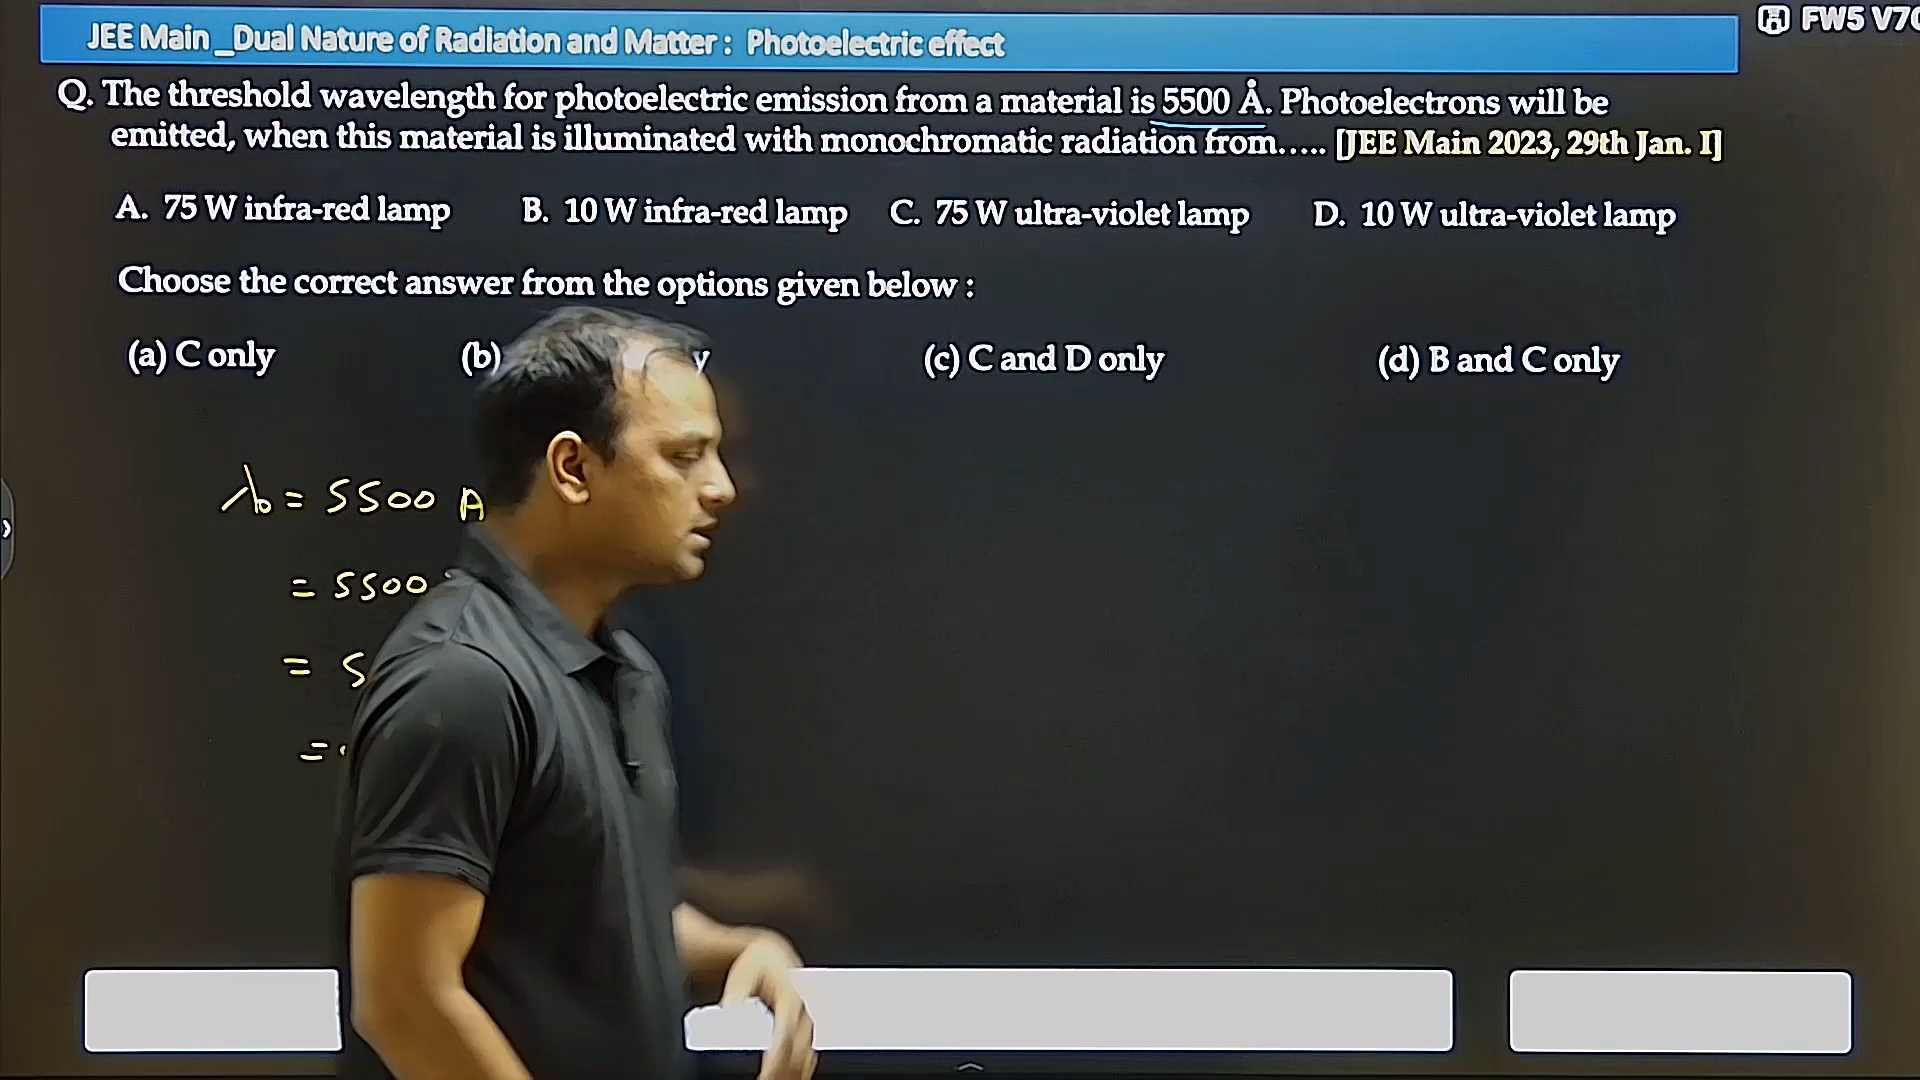 FW5 V70
JEE Main _Dual Nature of Radiation and Matter : Photoelectric effect
Q. The threshold wavelength for photoelectric emission from a material is 5500 Å. Photoelectrons will be
emitted, when this material is illuminated with monochromatic radiation from..... [JEE Main 2023, 29th Jan. I]
A. 75 W infra-red lamp B. 10 W infra-red lamp C. 75 W ultra-violet lamp D. 10 W ultra-violet lamp
Choose the correct answer from the options given below :
(a) C only (b) y (c) C and D only (d) B and C only
λ₀ = 5500 A
= 5500
= 5
=